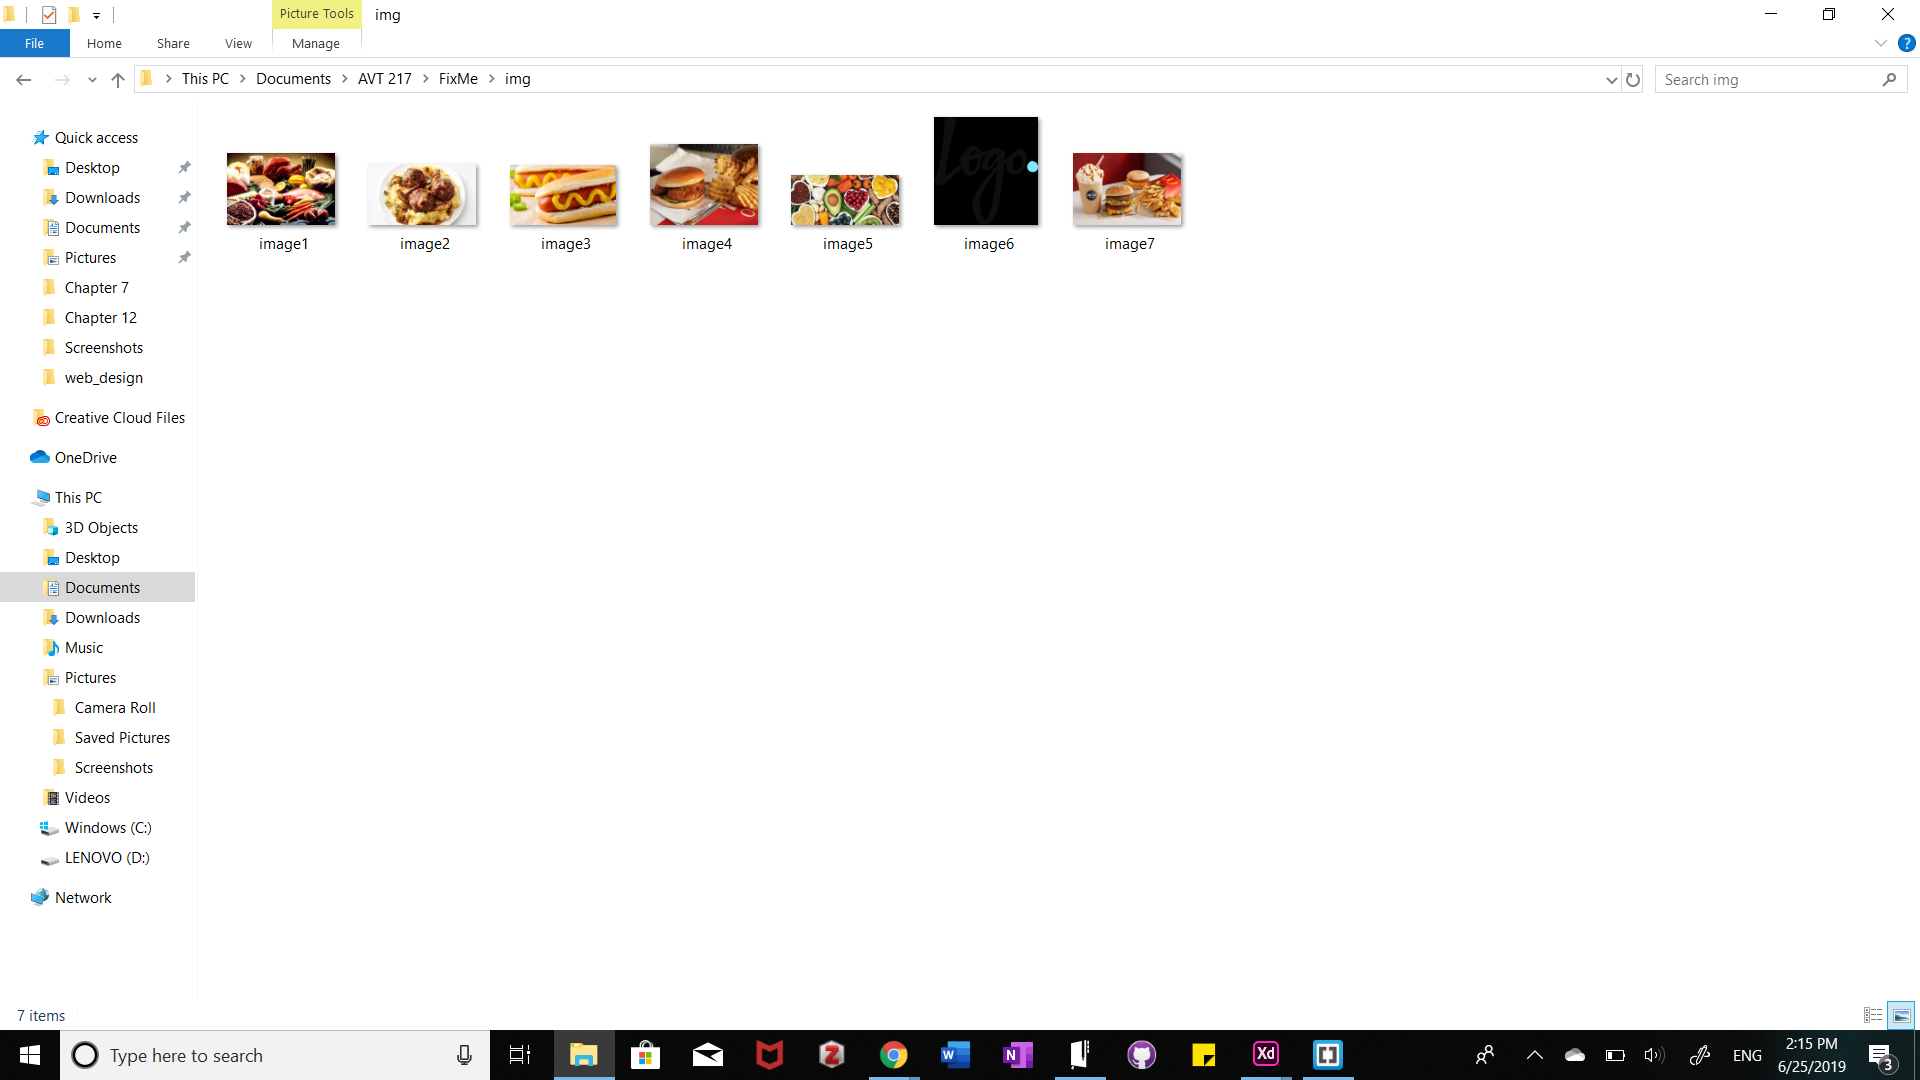 Picture Tools
img
File
Home
Share
View
Manage
This PC
Documents
AVT 217
FixMe
img
Search img
Quick access
Desktop
Downloads
Documents
Pictures
Chapter 7
Chapter 12
Screenshots
web_design
Creative Cloud Files
OneDrive
This PC
3D Objects
Desktop
Documents
Downloads
Music
Pictures
Camera Roll
Saved Pictures
Screenshots
Videos
Windows (C:)
LENOVO (D:)
Network
Logo
image1
image2
image3
image4
image5
image6
image7
7 items
Type here to search
Xd
ENG
2:15 PM
6/25/2019
3